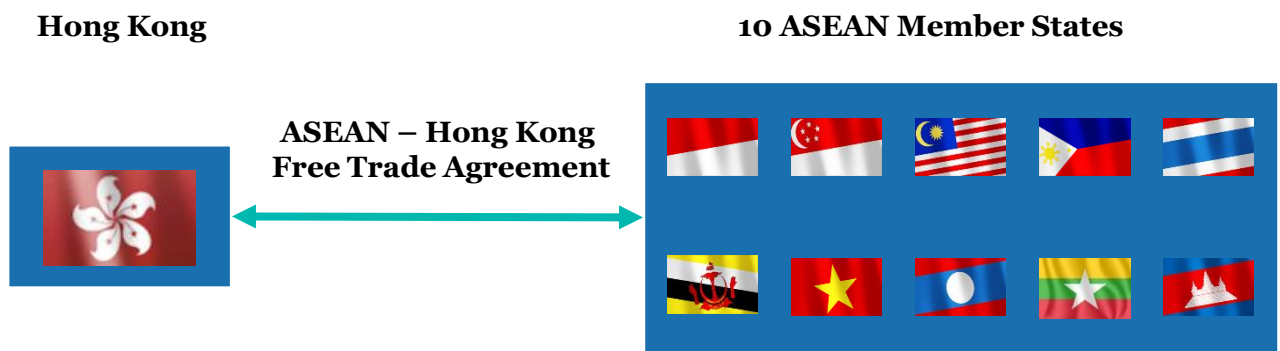 Hong Kong
10 ASEAN Member States
ASEAN – Hong Kong
Free Trade Agreement